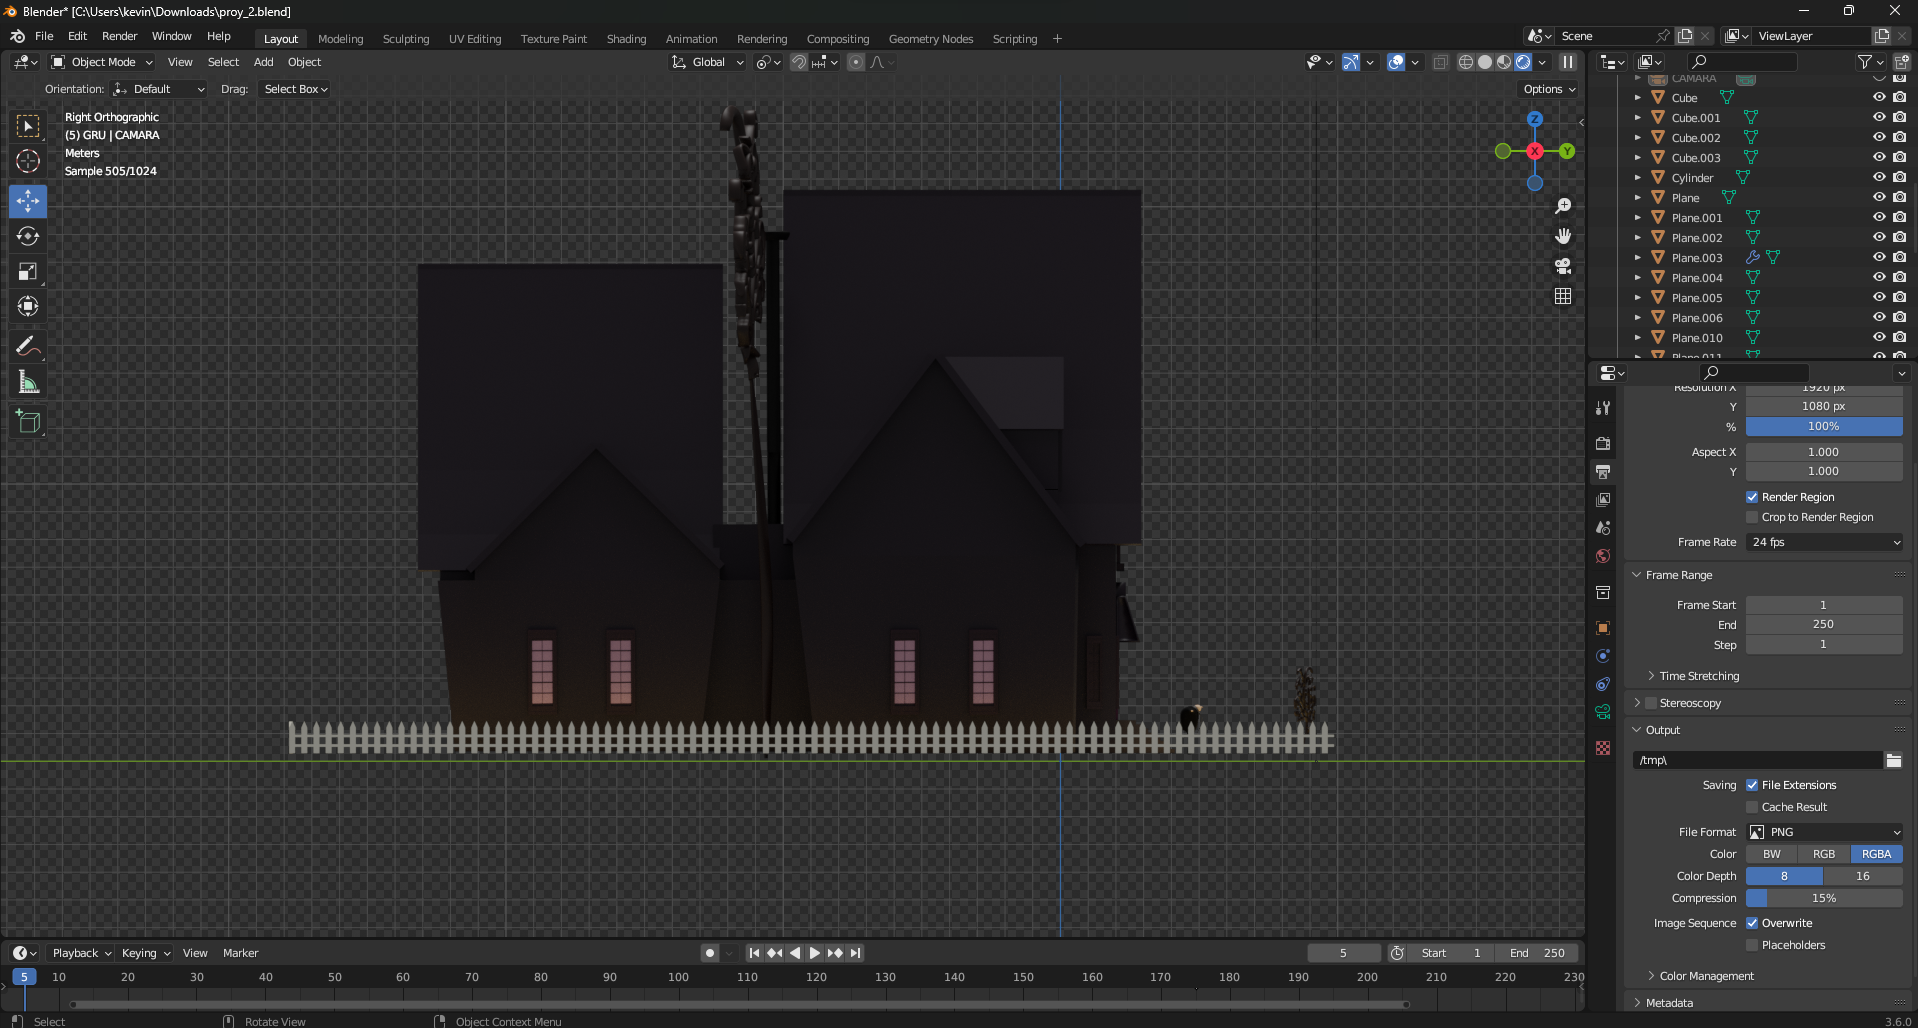 Blender* [C:\Users\kevin\Downloads\proy_2.blend]
File Edit Render Window Help
Layout Modeling Sculpting UV Editing Texture Paint Shading Animation Rendering Compositing Geometry Nodes Scripting +
Scene
ViewLayer
Object Mode View Select Add Object
Global
Orientation: Default Drag: Select Box
Options
Right Orthographic
(5) GRU | CAMARA
Meters
Sample 505/1024
Z
X
Y
CAMARA
Cube
Cube.001
Cube.002
Cube.003
Cylinder
Plane
Plane.001
Plane.002
Plane.003
Plane.004
Plane.005
Plane.006
Plane.010
Plane.011
Resolution X 1920 px
Y 1080 px
% 100%
Aspect X 1.000
Y 1.000
Render Region
Crop to Render Region
Frame Rate 24 fps
Frame Range
Frame Start 1
End 250
Step 1
Time Stretching
Stereoscopy
Output
/tmp\
Saving File Extensions
Cache Result
File Format PNG
Color BW RGB RGBA
Color Depth 8 16
Compression 15%
Image Sequence Overwrite
Placeholders
Color Management
Metadata
Playback Keying View Marker
5 Start 1 End 250
5 10 20 30 40 50 60 70 80 90 100 110 120 130 140 150 160 170 180 190 200 210 220 230
Select Rotate View Object Context Menu
3.6.0